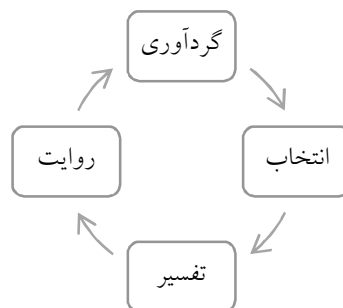 گردآوری
انتخاب
تفسیر
روایت